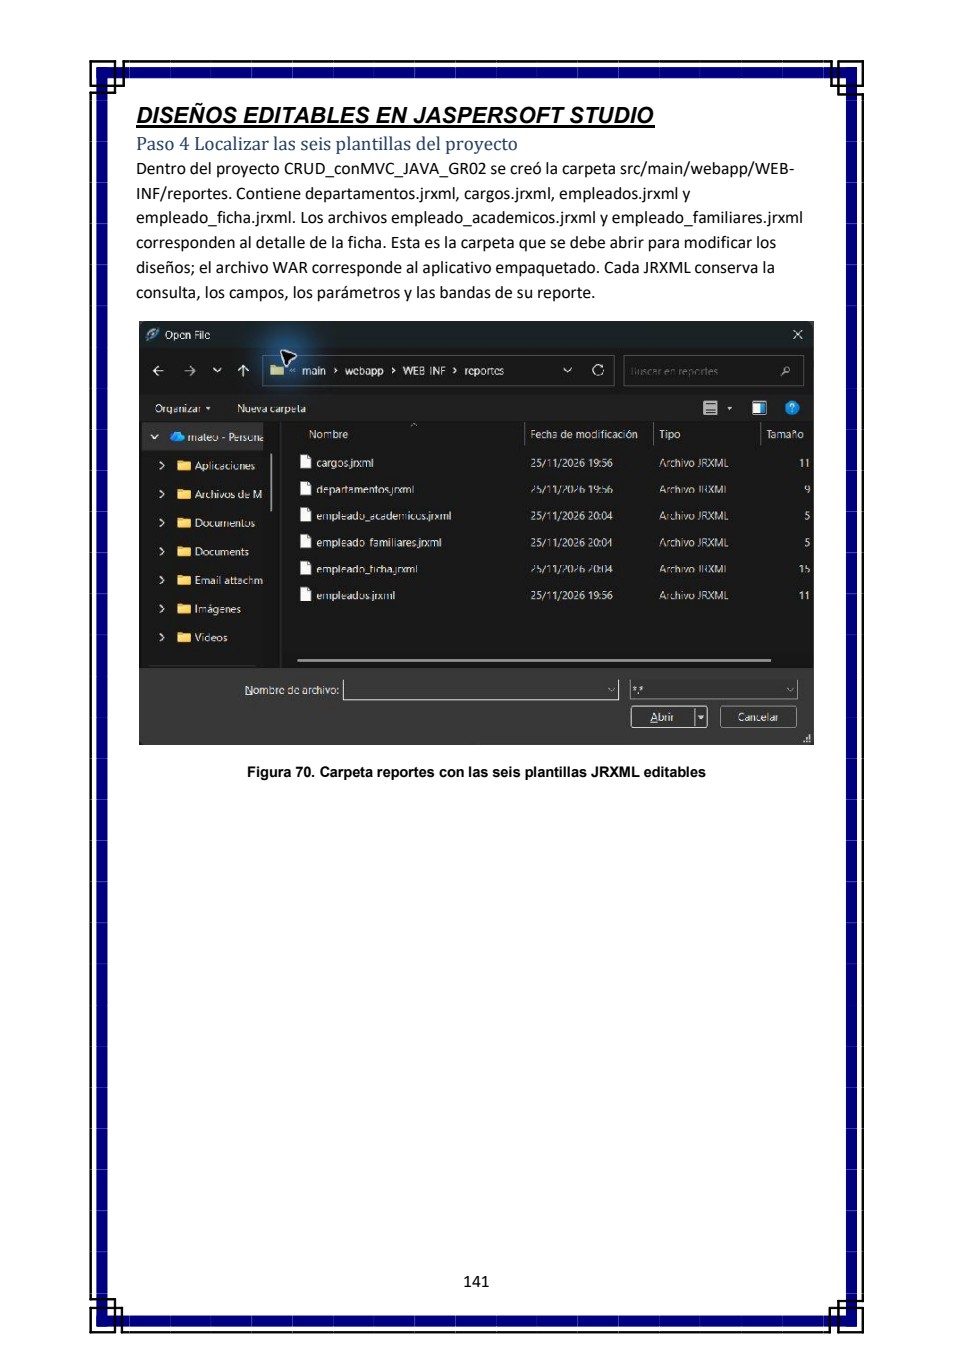 DISEÑOS EDITABLES EN JASPERSOFT STUDIO
Paso 4 Localizar las seis plantillas del proyecto
Dentro del proyecto CRUD_conMVC_JAVA_GR02 se creó la carpeta src/main/webapp/WEB-
INF/reportes. Contiene departamentos.jrxml, cargos.jrxml, empleados.jrxml y
empleado_ficha.jrxml. Los archivos empleado_academicos.jrxml y empleado_familiares.jrxml
corresponden al detalle de la ficha. Esta es la carpeta que se debe abrir para modificar los
diseños; el archivo WAR corresponde al aplicativo empaquetado. Cada JRXML conserva la
consulta, los campos, los parámetros y las bandas de su reporte.
Open File
« main › webapp › WEB-INF › reportes
Buscar en reportes
Organizar Nueva carpeta
mateo - Persona
Aplicaciones
Archivos de M
Documentos
Documents
Email attachm
Imágenes
Videos
Nombre Fecha de modificación Tipo Tamaño
cargos.jrxml 25/11/2026 19:56 Archivo JRXML 11
departamentos.jrxml 25/11/2026 19:56 Archivo JRXML 9
empleado_academicos.jrxml 25/11/2026 20:04 Archivo JRXML 5
empleado_familiares.jrxml 25/11/2026 20:04 Archivo JRXML 5
empleado_ficha.jrxml 25/11/2026 20:04 Archivo JRXML 15
empleados.jrxml 25/11/2026 19:56 Archivo JRXML 11
Nombre de archivo: *.*
Abrir Cancelar
Figura 70. Carpeta reportes con las seis plantillas JRXML editables
141